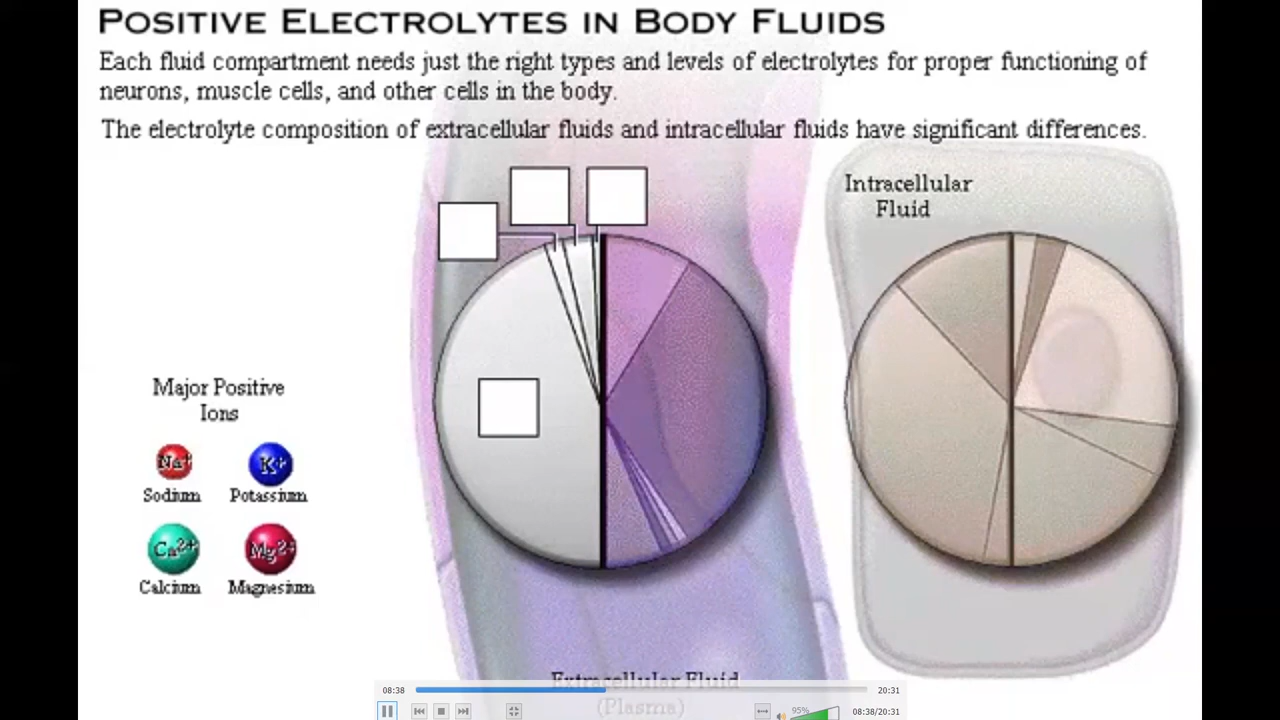 POSITIVE ELECTROLYTES IN BODY FLUIDS
Each fluid compartment needs just the right types and levels of electrolytes for proper functioning of
neurons, muscle cells, and other cells in the body.
The electrolyte composition of extracellular fluids and intracellular fluids have significant differences.
Intracellular
Fluid
Major Positive
Ions
Na+
K+
Sodium
Potassium
Ca2+
Mg2+
Calcium
Magnesium
Extracellular Fluid
(Plasma)
08:38
20:31
95%
08:38/20:31